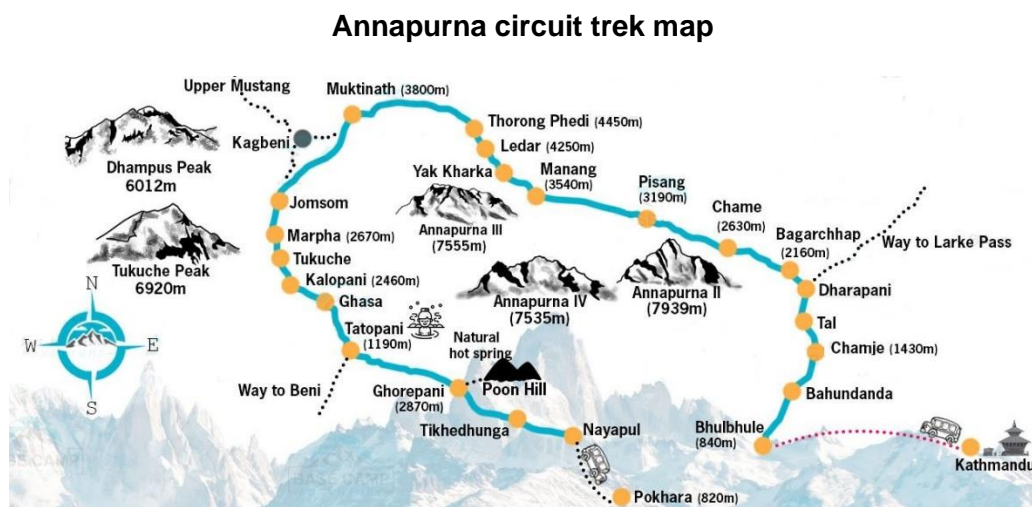 Annapurna circuit trek map
Upper Mustang
Muktinath (3800m)
Kagbeni
Thorong Phedi (4450m)
Ledar (4250m)
Yak Kharka
Manang
(3540m)
Dhampus Peak
6012m
Pisang
(3190m)
Jomsom
Annapurna III
(7555m)
Chame
(2630m)
Marpha (2670m)
Bagarchhap
(2160m)
Way to Larke Pass
Tukuche
Tukuche Peak
6920m
Kalopani (2460m)
Annapurna IV
(7535m)
Annapurna II
(7939m)
Dharapani
Ghasa
N
W
E
S
Tatopani
(1190m)
Tal
Natural
hot spring
Chamje (1430m)
Way to Beni
Ghorepani
(2870m)
Poon Hill
Bahundanda
Tikhedhunga
Nayapul
Bhulbhule
(840m)
Kathmandu
Pokhara (820m)